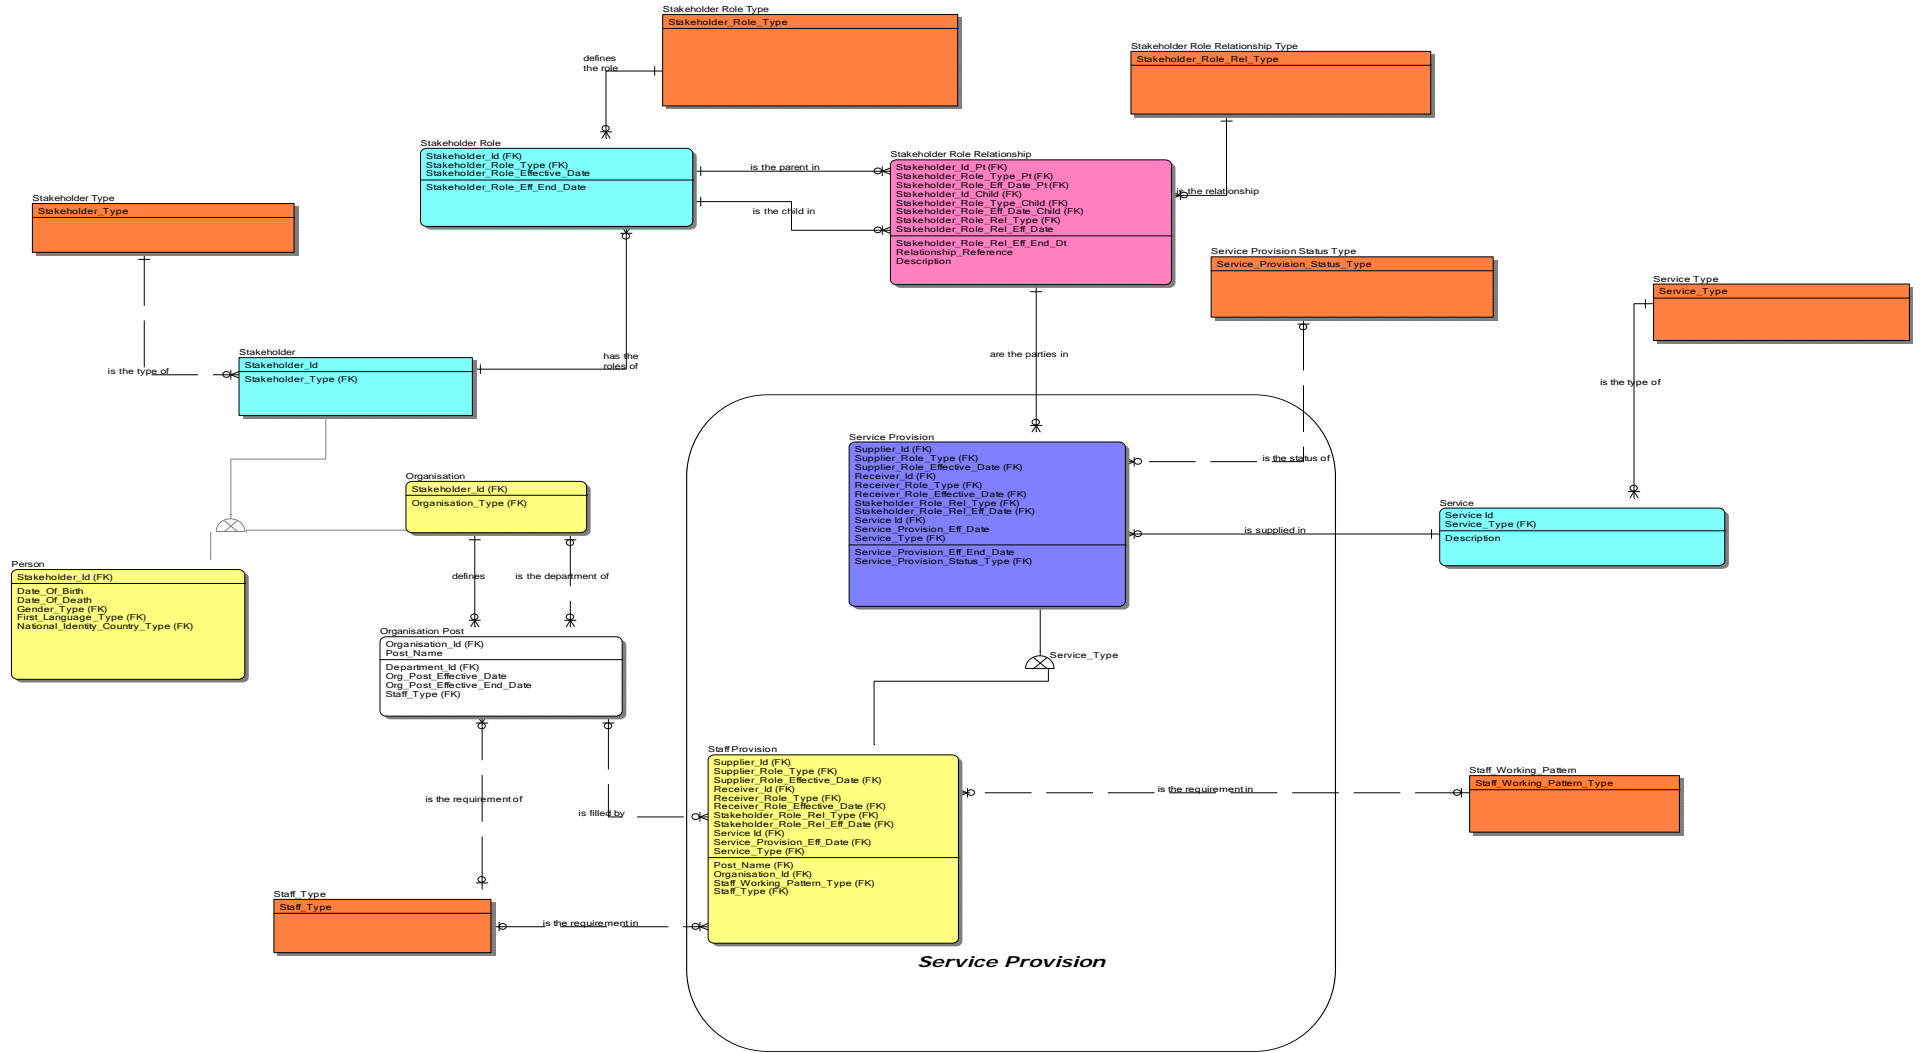 Stakeholder Role Type
Stakeholder_Role_Type
defines
the role
Stakeholder Role Relationship Type
Stakeholder_Role_Rel_Type
Stakeholder Role
Stakeholder_Id (FK)
Stakeholder_Role_Type (FK)
Stakeholder_Role_Effective_Date
Stakeholder_Role_Eff_End_Date
is the parent in
is the child in
Stakeholder Role Relationship
Stakeholder_Id_Pt (FK)
Stakeholder_Role_Type_Pt (FK)
Stakeholder_Role_Eff_Date_Pt (FK)
Stakeholder_Id_Child (FK)
Stakeholder_Role_Type_Child (FK)
Stakeholder_Role_Eff_Date_Child (FK)
Stakeholder_Role_Rel_Type (FK)
Stakeholder_Role_Rel_Eff_Date
Stakeholder_Role_Rel_Eff_End_Dt
Relationship_Reference
Description
is the relationship
Stakeholder Type
Stakeholder_Type
Service Provision Status Type
Service_Provision_Status_Type
Service Type
Service_Type
is the type of
Stakeholder
Stakeholder_Id
Stakeholder_Type (FK)
has the
roles of
are the parties in
is the type of
Organisation
Stakeholder_Id (FK)
Organisation_Type (FK)
Service Provision
Supplier_Id (FK)
Supplier_Role_Type (FK)
Supplier_Role_Effective_Date (FK)
Receiver_Id (FK)
Receiver_Role_Type (FK)
Receiver_Role_Effective_Date (FK)
Stakeholder_Role_Rel_Type (FK)
Stakeholder_Role_Rel_Eff_Date (FK)
Service Id (FK)
Service_Provision_Eff_Date
Service_Type (FK)
Service_Provision_Eff_End_Date
Service_Provision_Status_Type (FK)
is the status of
is supplied in
Service
Service Id
Service_Type (FK)
Description
Person
Stakeholder_Id (FK)
Date_Of_Birth
Date_Of_Death
Gender_Type (FK)
First_Language_Type (FK)
National_Identity_Country_Type (FK)
defines
is the department of
Organisation Post
Organisation_Id (FK)
Post_Name
Department_Id (FK)
Org_Post_Effective_Date
Org_Post_Effective_End_Date
Staff_Type (FK)
Service_Type
is the requirement of
is filled by
Staff Provision
Supplier_Id (FK)
Supplier_Role_Type (FK)
Supplier_Role_Effective_Date (FK)
Receiver_Id (FK)
Receiver_Role_Type (FK)
Receiver_Role_Effective_Date (FK)
Stakeholder_Role_Rel_Type (FK)
Stakeholder_Role_Rel_Eff_Date (FK)
Service Id (FK)
Service_Provision_Eff_Date (FK)
Service_Type (FK)
Post_Name (FK)
Organisation_Id (FK)
Staff_Working_Pattern_Type (FK)
Staff_Type (FK)
is the requirement in
Staff_Working_Pattern
Staff_Working_Pattern_Type
Staff_Type
Staff_Type
is the requirement in
Service Provision